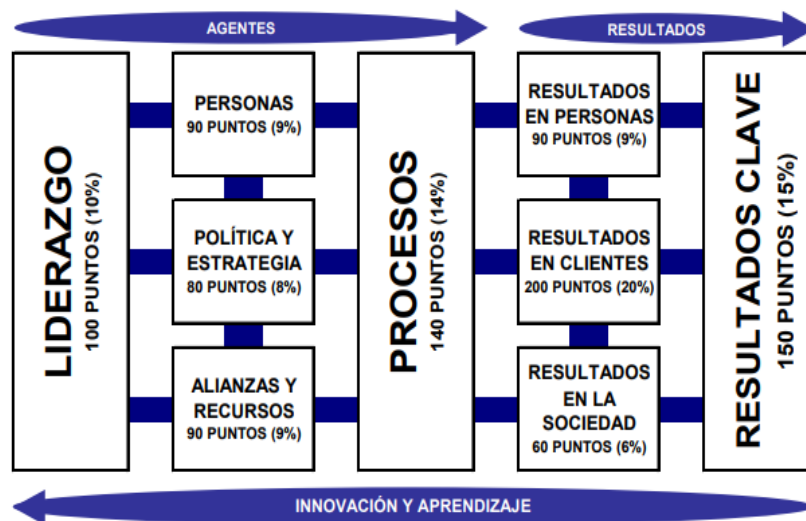 AGENTES
RESULTADOS
LIDERAZGO
100 PUNTOS (10%)
PERSONAS
90 PUNTOS (9%)
POLÍTICA Y
ESTRATEGIA
80 PUNTOS (8%)
ALIANZAS Y
RECURSOS
90 PUNTOS (9%)
PROCESOS
140 PUNTOS (14%)
RESULTADOS
EN PERSONAS
90 PUNTOS (9%)
RESULTADOS
EN CLIENTES
200 PUNTOS (20%)
RESULTADOS
EN LA
SOCIEDAD
60 PUNTOS (6%)
RESULTADOS CLAVE
150 PUNTOS (15%)
INNOVACIÓN Y APRENDIZAJE